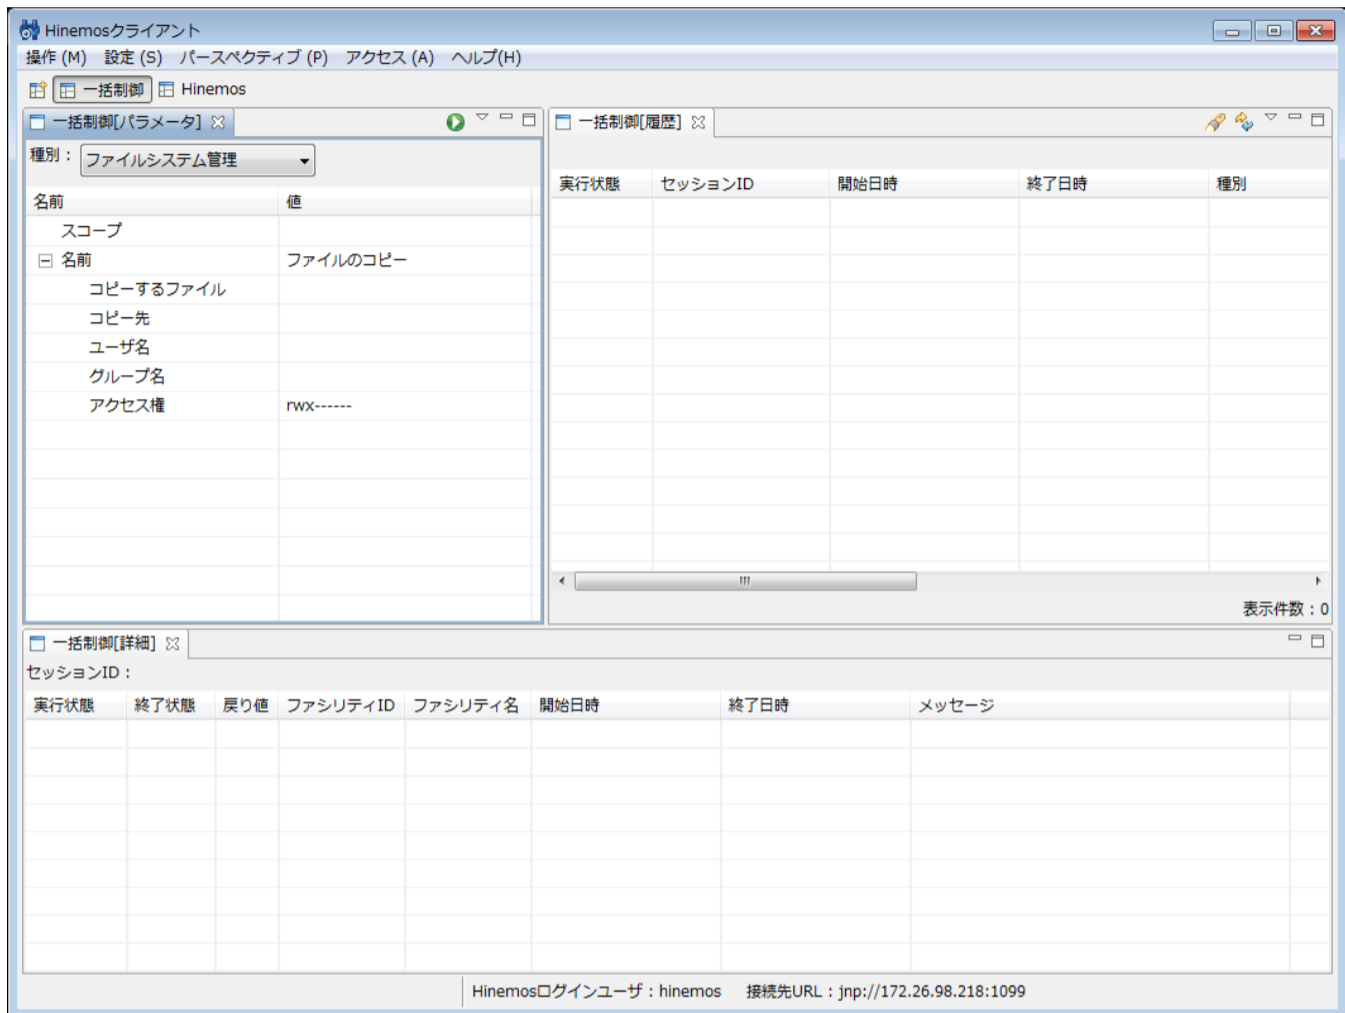 Hinemosクライアント
操作 (M) 設定 (S) パースペクティブ (P) アクセス (A) ヘルプ(H)
一括制御 Hinemos
一括制御[パラメータ]
種別：ファイルシステム管理
名前 値
スコープ
名前 ファイルのコピー
コピーするファイル
コピー先
ユーザ名
グループ名
アクセス権 rwx------
一括制御[履歴]
実行状態 セッションID 開始日時 終了日時 種別
表示件数：0
一括制御[詳細]
セッションID：
実行状態 終了状態 戻り値 ファシリティID ファシリティ名 開始日時 終了日時 メッセージ
Hinemosログインユーザ：hinemos 接続先URL：jnp://172.26.98.218:1099